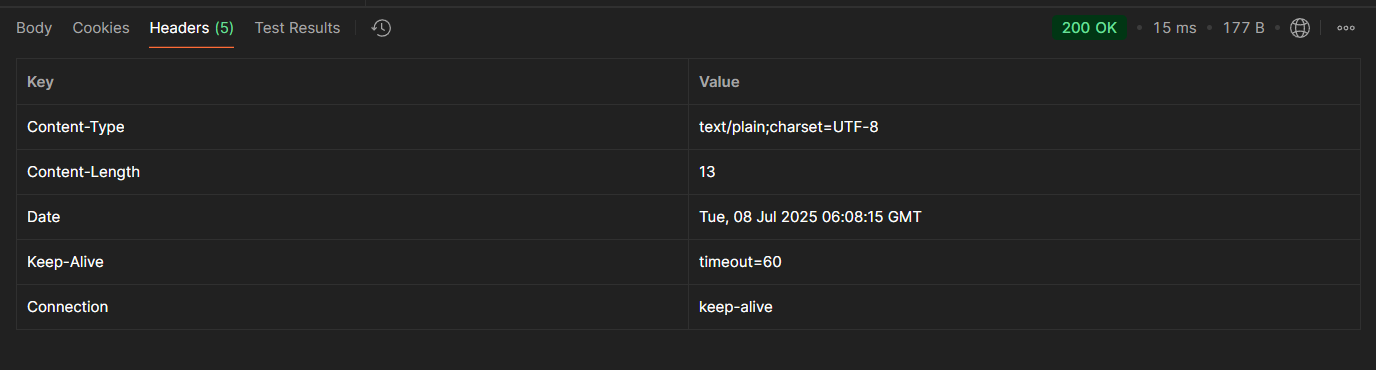 Body Cookies Headers (5) Test Results 200 OK • 15 ms • 177 B •
Key Value
Content-Type text/plain;charset=UTF-8
Content-Length 13
Date Tue, 08 Jul 2025 06:08:15 GMT
Keep-Alive timeout=60
Connection keep-alive